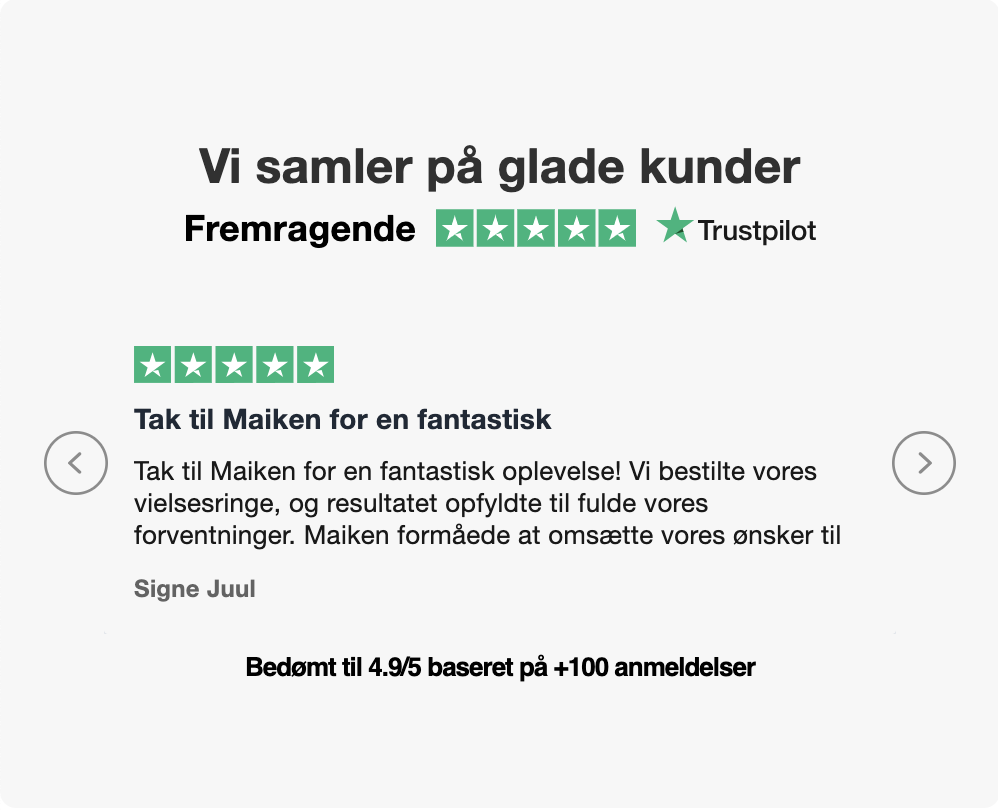 Vi samler på glade kunder
Fremragende Trustpilot
Tak til Maiken for en fantastisk
Tak til Maiken for en fantastisk oplevelse! Vi bestilte vores
vielsesringe, og resultatet opfyldte til fulde vores
forventninger. Maiken formåede at omsætte vores ønsker til
Signe Juul
Bedømt til 4.9/5 baseret på +100 anmeldelser